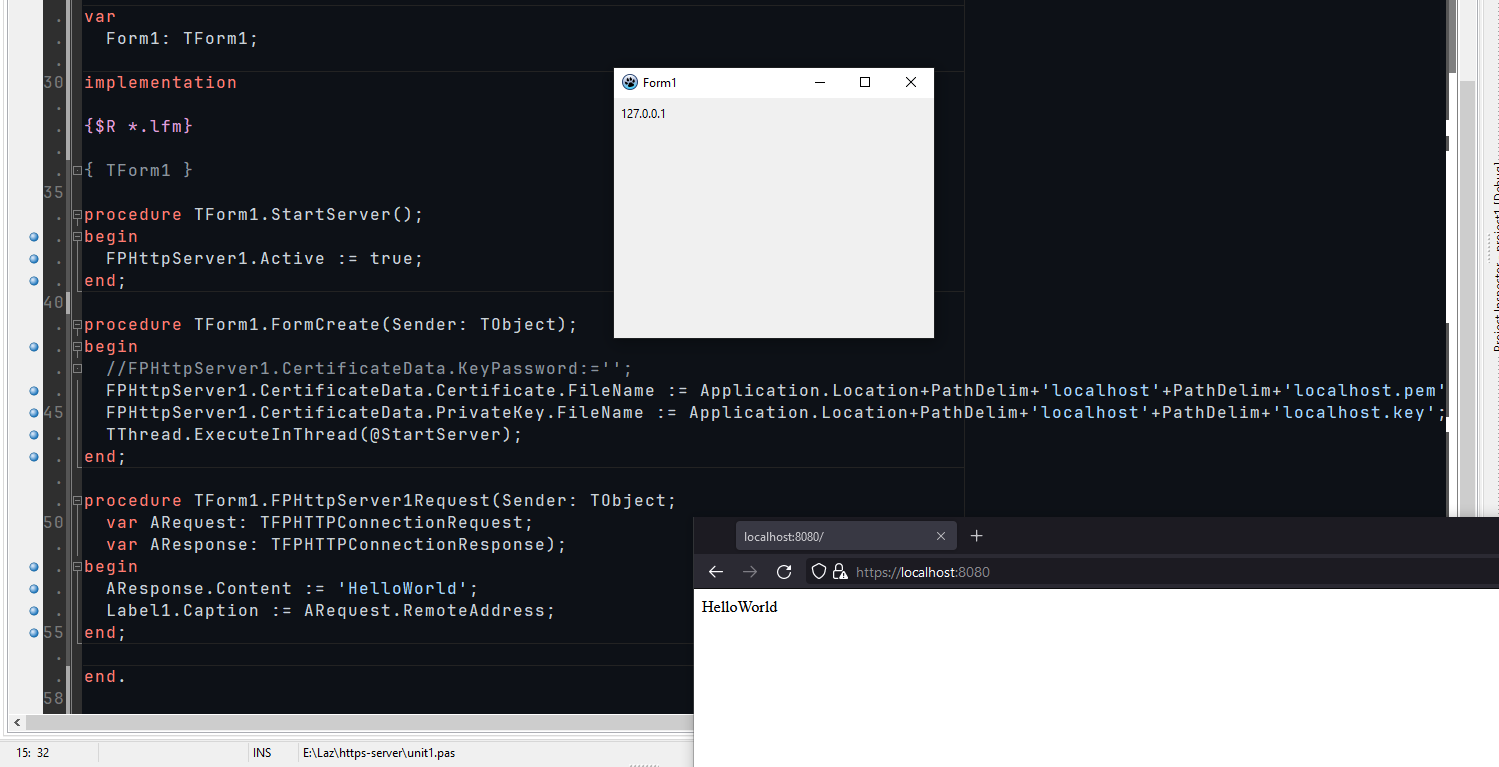 var
Form1: TForm1;
30 implementation
{$R *.lfm}
{ TForm1 }
35
procedure TForm1.StartServer();
begin
FPHttpServer1.Active := true;
end;
40
procedure TForm1.FormCreate(Sender: TObject);
begin
//FPHttpServer1.CertificateData.KeyPassword:='';
FPHttpServer1.CertificateData.Certificate.FileName := Application.Location+PathDelim+'localhost'+PathDelim+'localhost.pem'
45 FPHttpServer1.CertificateData.PrivateKey.FileName := Application.Location+PathDelim+'localhost'+PathDelim+'localhost.key';
TThread.ExecuteInThread(@StartServer);
end;
procedure TForm1.FPHttpServer1Request(Sender: TObject;
50 var ARequest: TFPHTTPConnectionRequest;
var AResponse: TFPHTTPConnectionResponse);
begin
AResponse.Content := 'HelloWorld';
Label1.Caption := ARequest.RemoteAddress;
55 end;
end.
58
15: 32 INS E:\Laz\https-server\unit1.pas
Form1
127.0.0.1
localhost:8080/
https://localhost:8080
HelloWorld
Project Inspector - project1 [Debug]